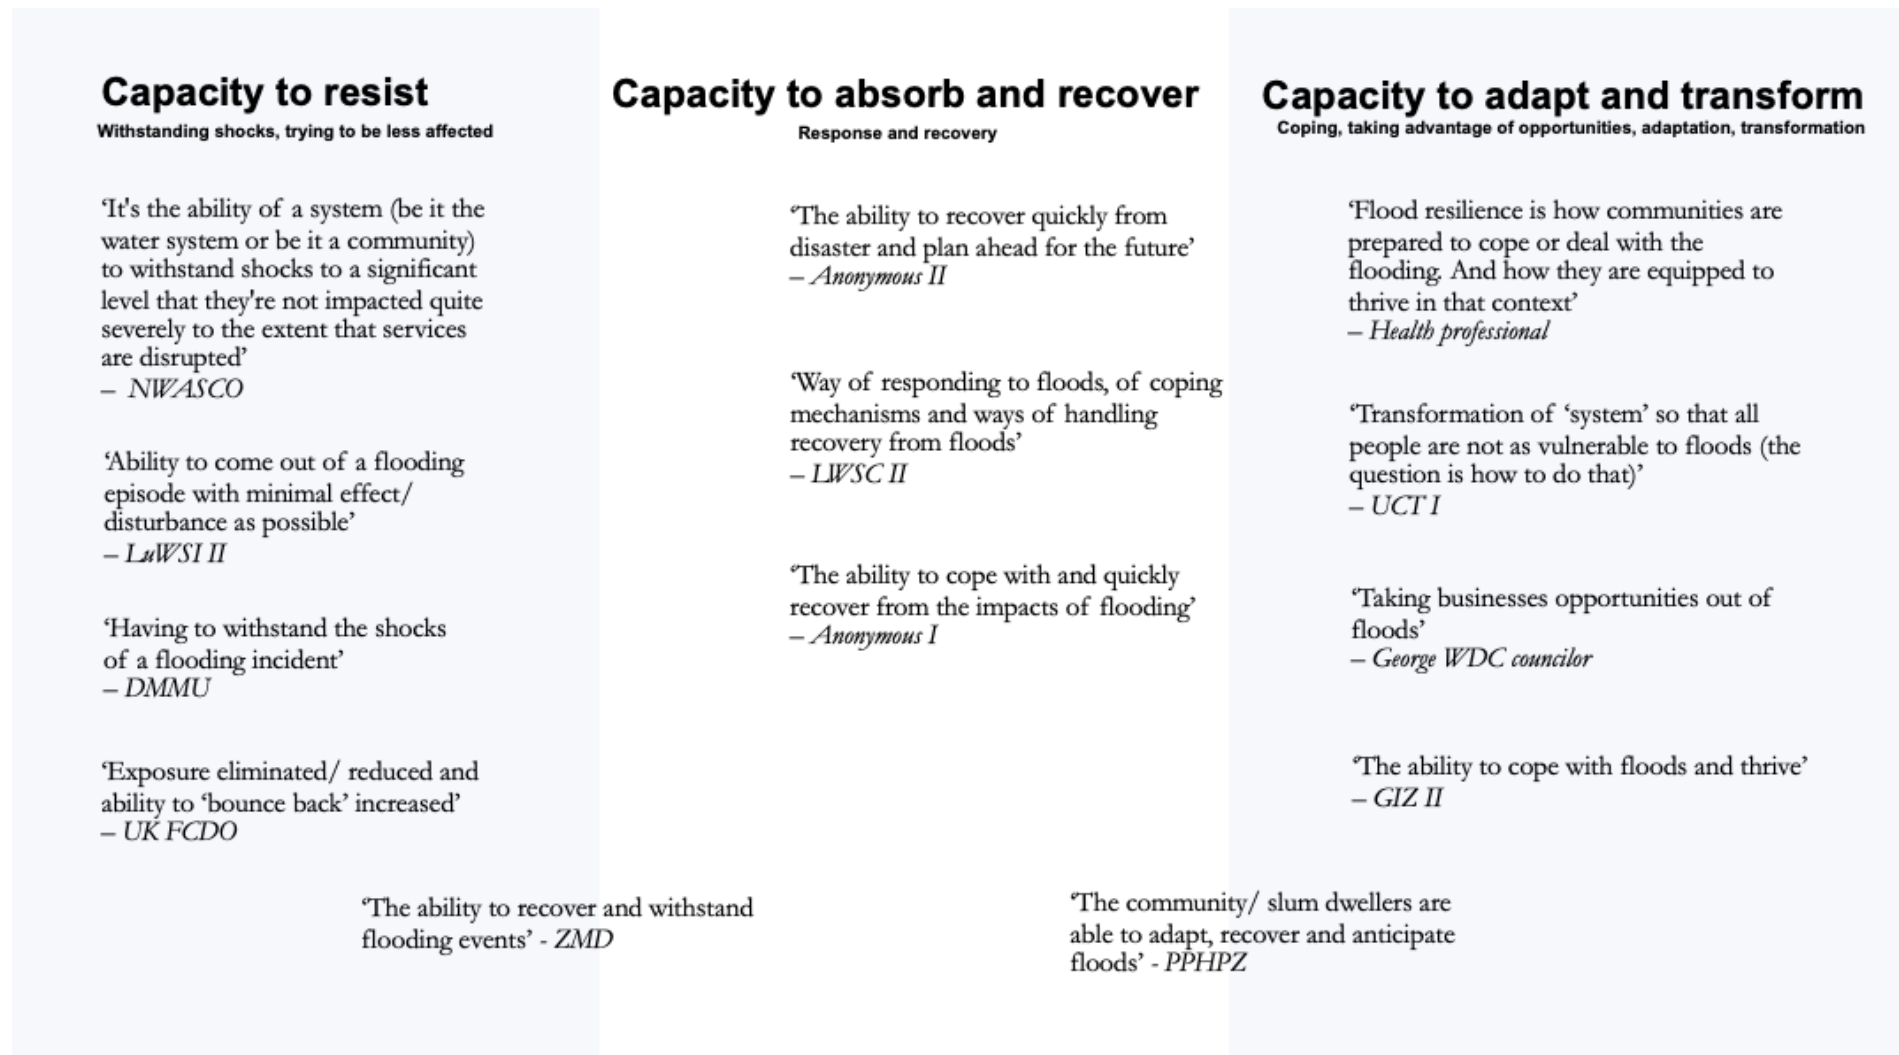 Capacity to resist
Withstanding shocks, trying to be less affected
‘It's the ability of a system (be it the
water system or be it a community)
to withstand shocks to a significant
level that they're not impacted quite
severely to the extent that services
are disrupted’
– NWASCO
‘Ability to come out of a flooding
episode with minimal effect/
disturbance as possible’
– LuWSI II
‘Having to withstand the shocks
of a flooding incident’
– DMMU
‘Exposure eliminated/ reduced and
ability to ‘bounce back’ increased’
– UK FCDO
‘The ability to recover and withstand
flooding events’ - ZMD
Capacity to absorb and recover
Response and recovery
‘The ability to recover quickly from
disaster and plan ahead for the future’
– Anonymous II
‘Way of responding to floods, of coping
mechanisms and ways of handling
recovery from floods’
– LWSC II
‘The ability to cope with and quickly
recover from the impacts of flooding’
– Anonymous I
Capacity to adapt and transform
Coping, taking advantage of opportunities, adaptation, transformation
‘Flood resilience is how communities are
prepared to cope or deal with the
flooding. And how they are equipped to
thrive in that context’
– Health professional
‘Transformation of ‘system’ so that all
people are not as vulnerable to floods (the
question is how to do that)’
– UCT I
‘Taking businesses opportunities out of
floods’
– George WDC councilor
‘The ability to cope with floods and thrive’
– GIZ II
‘The community/ slum dwellers are
able to adapt, recover and anticipate
floods’ - PPHPZ